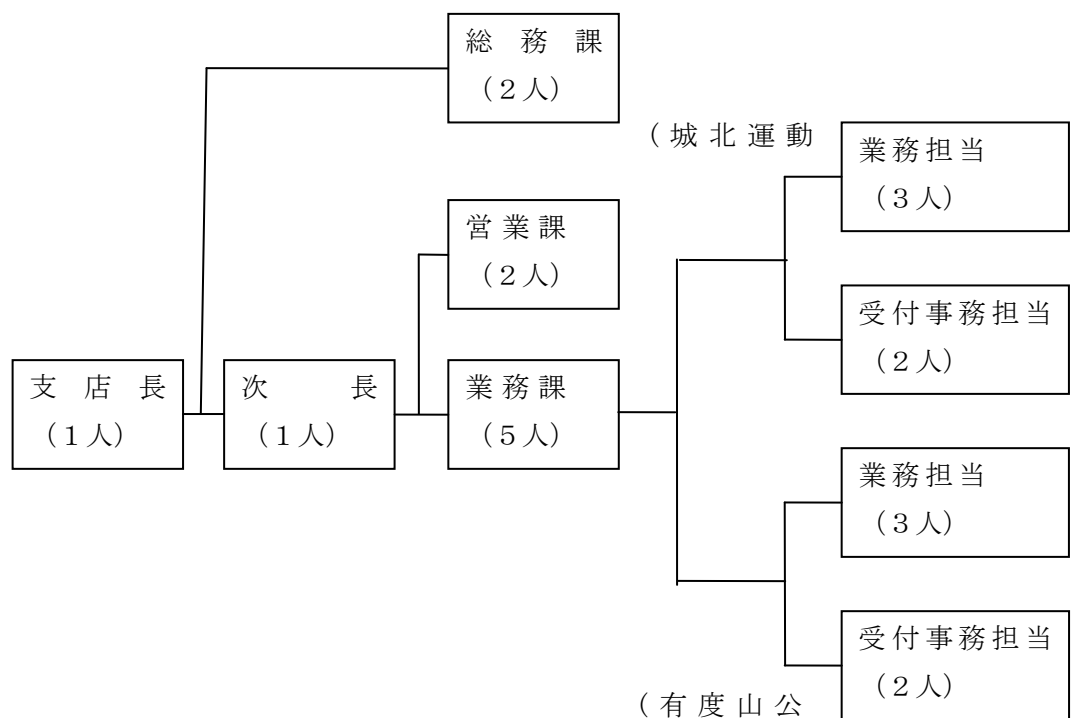 総務課
(2人)
(城北運動
業務担当
(3人)
営業課
(2人)
受付事務担当
(2人)
支店長
(1人)
次長
(1人)
業務課
(5人)
業務担当
(3人)
受付事務担当
(2人)
(有度山公